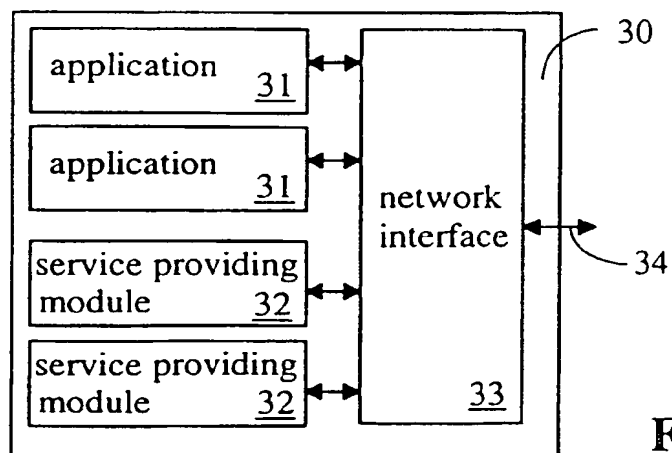 30
application
31
application
31
network
interface
34
service providing
module 32
service providing
module 32
33
F